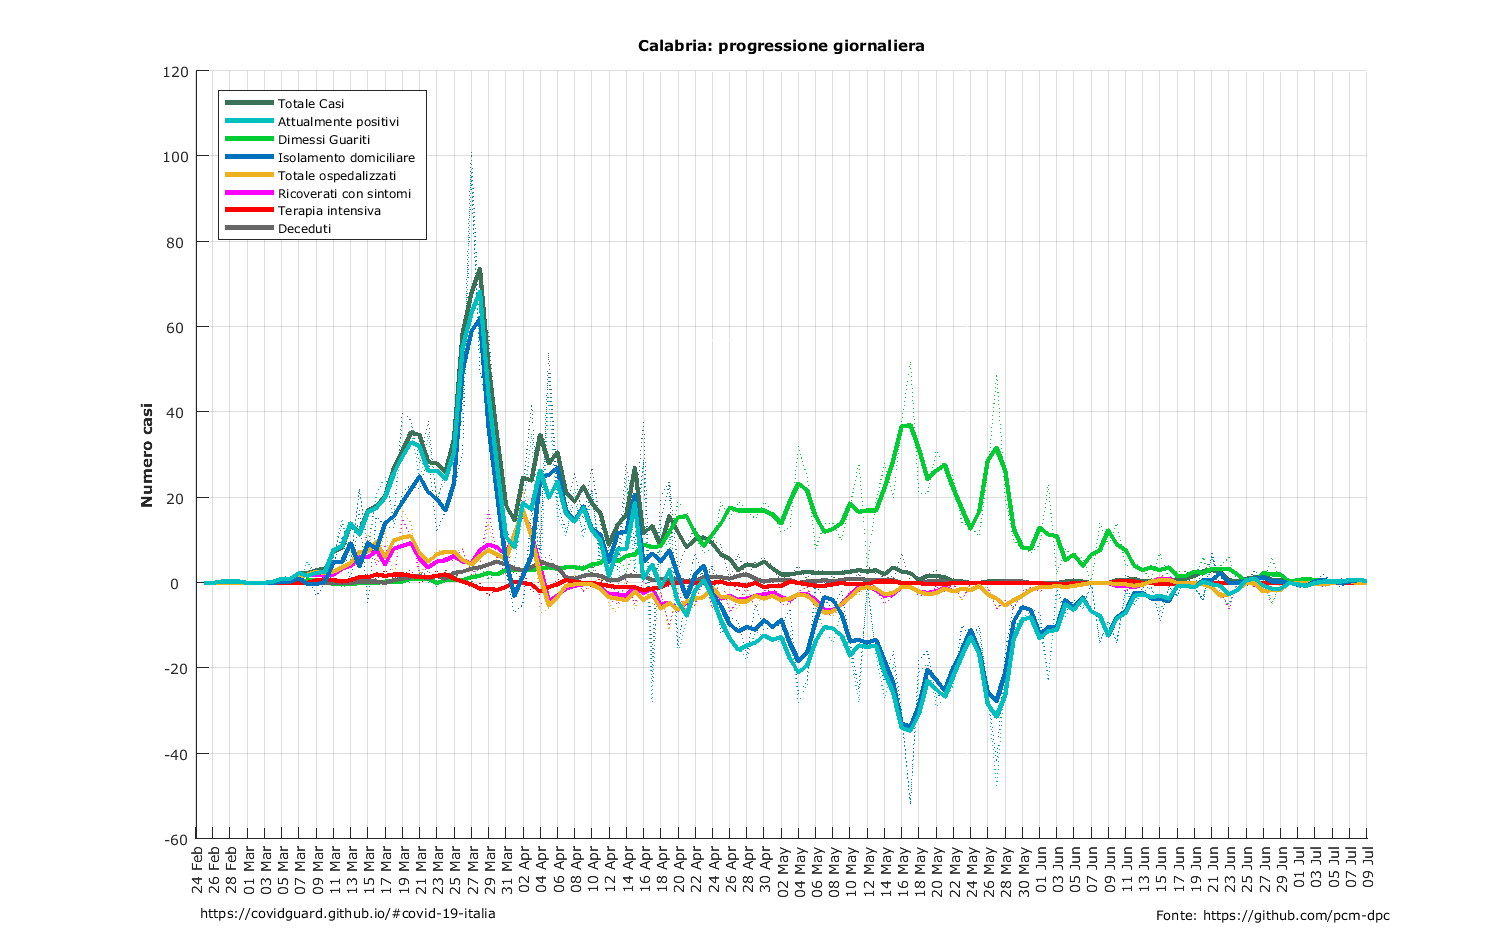 Calabria: progressione giornaliera
Numero casi
120
100
80
60
40
20
0
-20
-40
-60
Totale Casi
Attualmente positivi
Dimessi Guariti
Isolamento domiciliare
Totale ospedalizzati
Ricoverati con sintomi
Terapia intensiva
Deceduti
24 Feb
26 Feb
28 Feb
01 Mar
03 Mar
05 Mar
07 Mar
09 Mar
11 Mar
13 Mar
15 Mar
17 Mar
19 Mar
21 Mar
23 Mar
25 Mar
27 Mar
29 Mar
31 Mar
02 Apr
04 Apr
06 Apr
08 Apr
10 Apr
12 Apr
14 Apr
16 Apr
18 Apr
20 Apr
22 Apr
24 Apr
26 Apr
28 Apr
30 Apr
02 May
04 May
06 May
08 May
10 May
12 May
14 May
16 May
18 May
20 May
22 May
24 May
26 May
28 May
30 May
01 Jun
03 Jun
05 Jun
07 Jun
09 Jun
11 Jun
13 Jun
15 Jun
17 Jun
19 Jun
21 Jun
23 Jun
25 Jun
27 Jun
29 Jun
01 Jul
03 Jul
05 Jul
07 Jul
09 Jul
https://covidguard.github.io/#covid-19-italia
Fonte: https://github.com/pcm-dpc